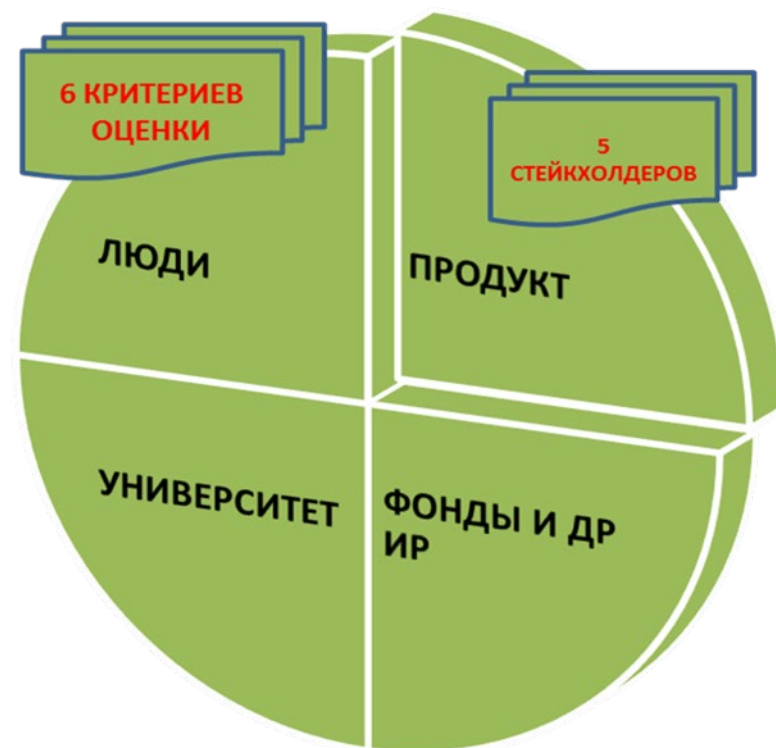 6 КРИТЕРИЕВ
ОЦЕНКИ
5
СТЕЙКХОЛДЕРОВ
ЛЮДИ
ПРОДУКТ
УНИВЕРСИТЕТ
ФОНДЫ И ДР
ИР